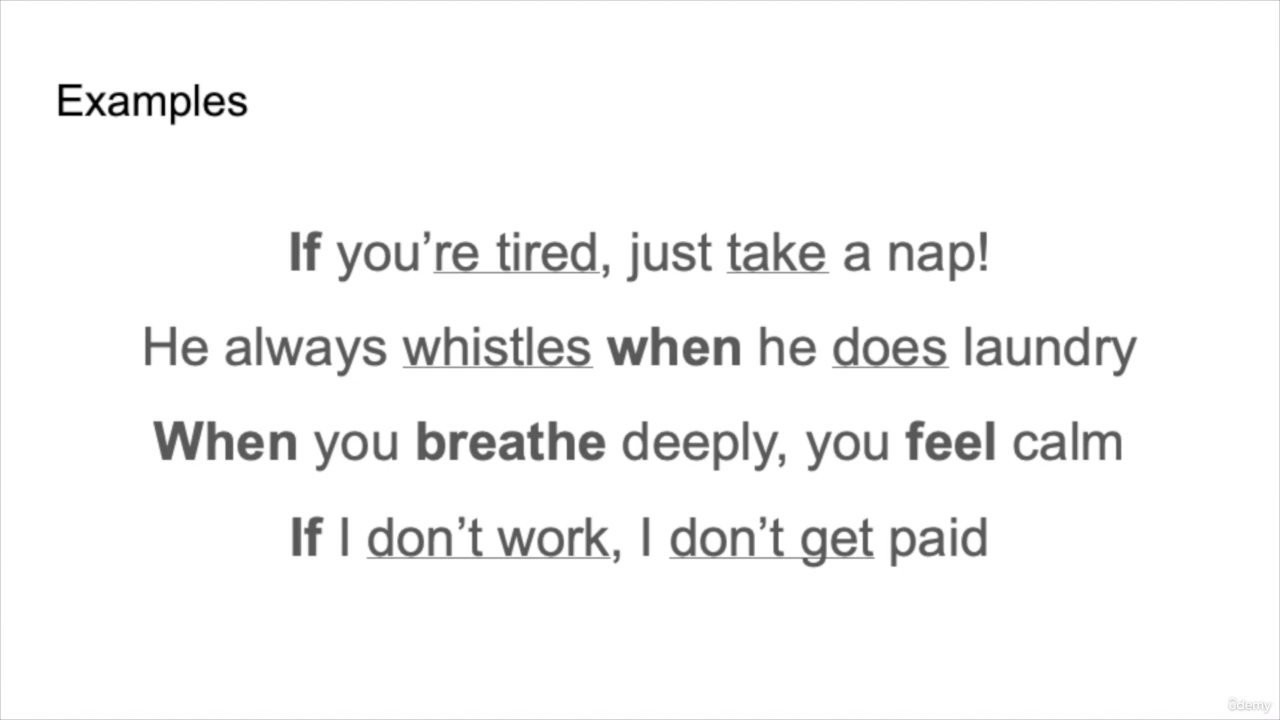 Examples
If you’re tired, just take a nap!
He always whistles when he does laundry
When you breathe deeply, you feel calm
If I don’t work, I don’t get paid
ûdemy